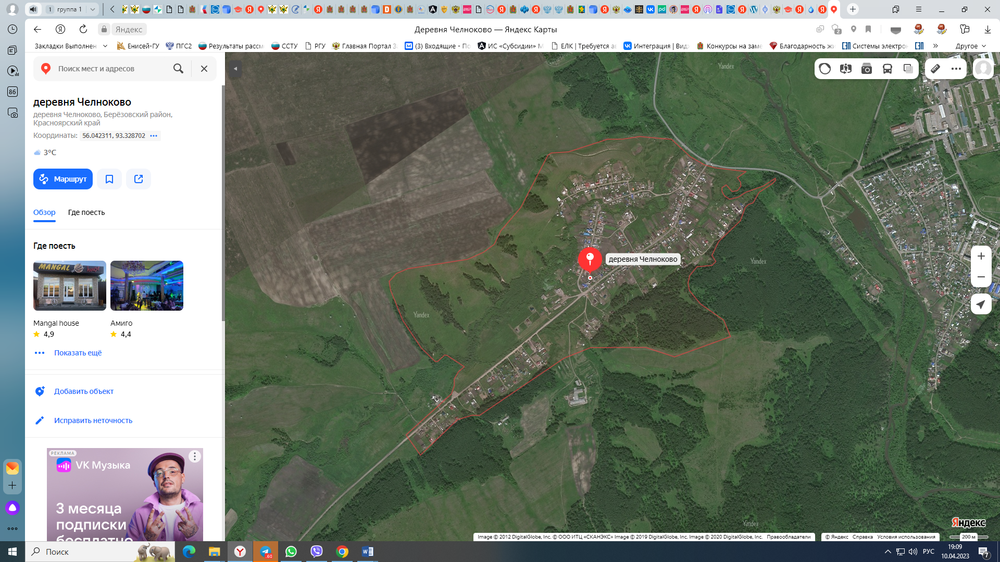 1 группа 1
Яндекс
Деревня Челноково — Яндекс Карты
2
Закладки Выполнен
Енисей-ГУ
ПГС2
Результаты рассм
ССТУ
РГУ
Главная Портал
(3) Входящие - По
ИС «Субсидии» М
ЕЛК | Требуется ав
Интеграция | Вид
Конкурсы на заме
Благодарность жи
Системы электрон
Другое
86
Поиск мест и адресов
деревня Челноково
деревня Челноково, Берёзовский район,
Красноярский край
Координаты: 56.042311, 93.328702
3°C
Маршрут
Обзор
Где поесть
Где поесть
MANGAL house
Mangal house
Амиго
4,9
4,4
Показать ещё
Добавить объект
Исправить неточность
РЕКЛАМА
VK Музыка
3 месяца
подписки
бесплатно
Yandex
деревня Челноково
Yandex
Yandex
Yandex
Яндекс
Image © 2012 DigitalGlobe, Inc. © ООО ИТЦ «СКАНЭКС» Image © 2019 DigitalGlobe, Inc. Image © 2020 DigitalGlobe, Inc. Правообладатели
© Яндекс Справка Условия использования
200 м
Поиск
60
РУС
19:09
10.04.2023
7